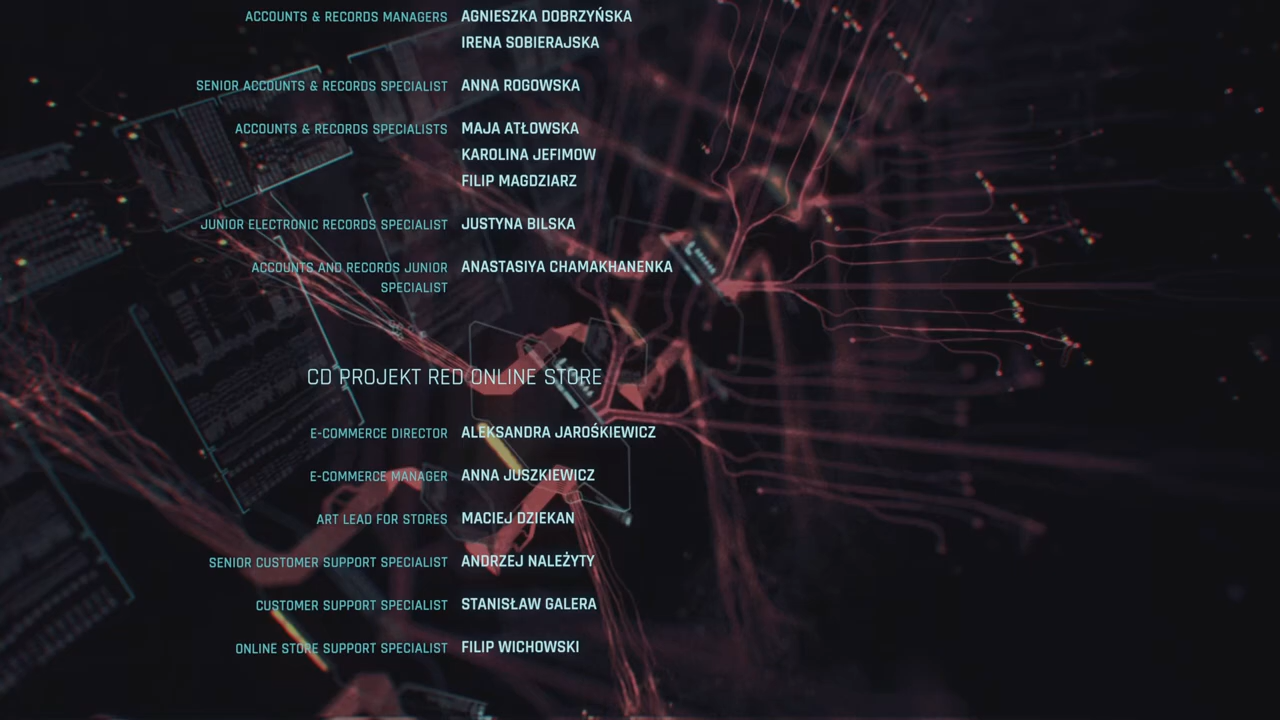 ACCOUNTS & RECORDS MANAGERS AGNIESZKA DOBRZYŃSKA
IRENA SOBIERAJSKA
SENIOR ACCOUNTS & RECORDS SPECIALIST ANNA ROGOWSKA
ACCOUNTS & RECORDS SPECIALISTS MAJA ATŁOWSKA
KAROLINA JEFIMOW
FILIP MAGDZIARZ
JUNIOR ELECTRONIC RECORDS SPECIALIST JUSTYNA BILSKA
ACCOUNTS AND RECORDS JUNIOR ANASTASIYA CHAMAKHANENKA
SPECIALIST
CD PROJEKT RED ONLINE STORE
E-COMMERCE DIRECTOR ALEKSANDRA JAROŚKIEWICZ
E-COMMERCE MANAGER ANNA JUSZKIEWICZ
ART LEAD FOR STORES MACIEJ DZIEKAN
SENIOR CUSTOMER SUPPORT SPECIALIST ANDRZEJ NALEŻYTY
CUSTOMER SUPPORT SPECIALIST STANISŁAW GALERA
ONLINE STORE SUPPORT SPECIALIST FILIP WICHOWSKI